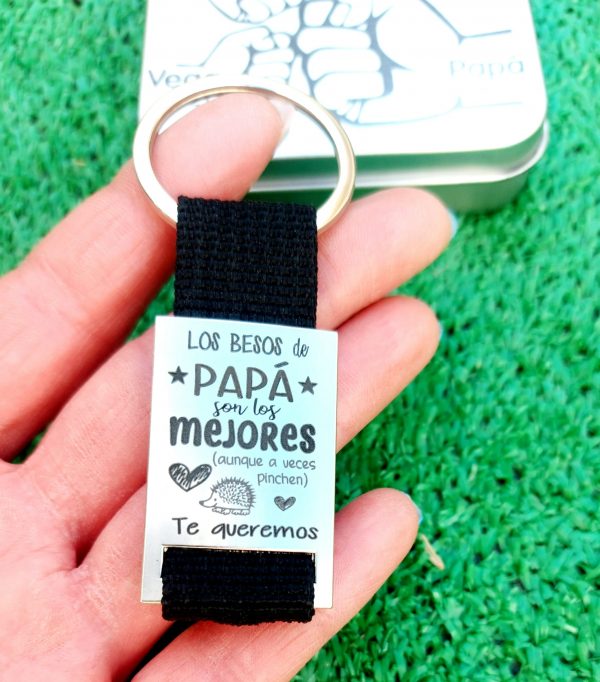 Papá
LOS BESOS de
PAPÁ
son los
MEJORES
(aunque a veces
pinchen)
Te queremos